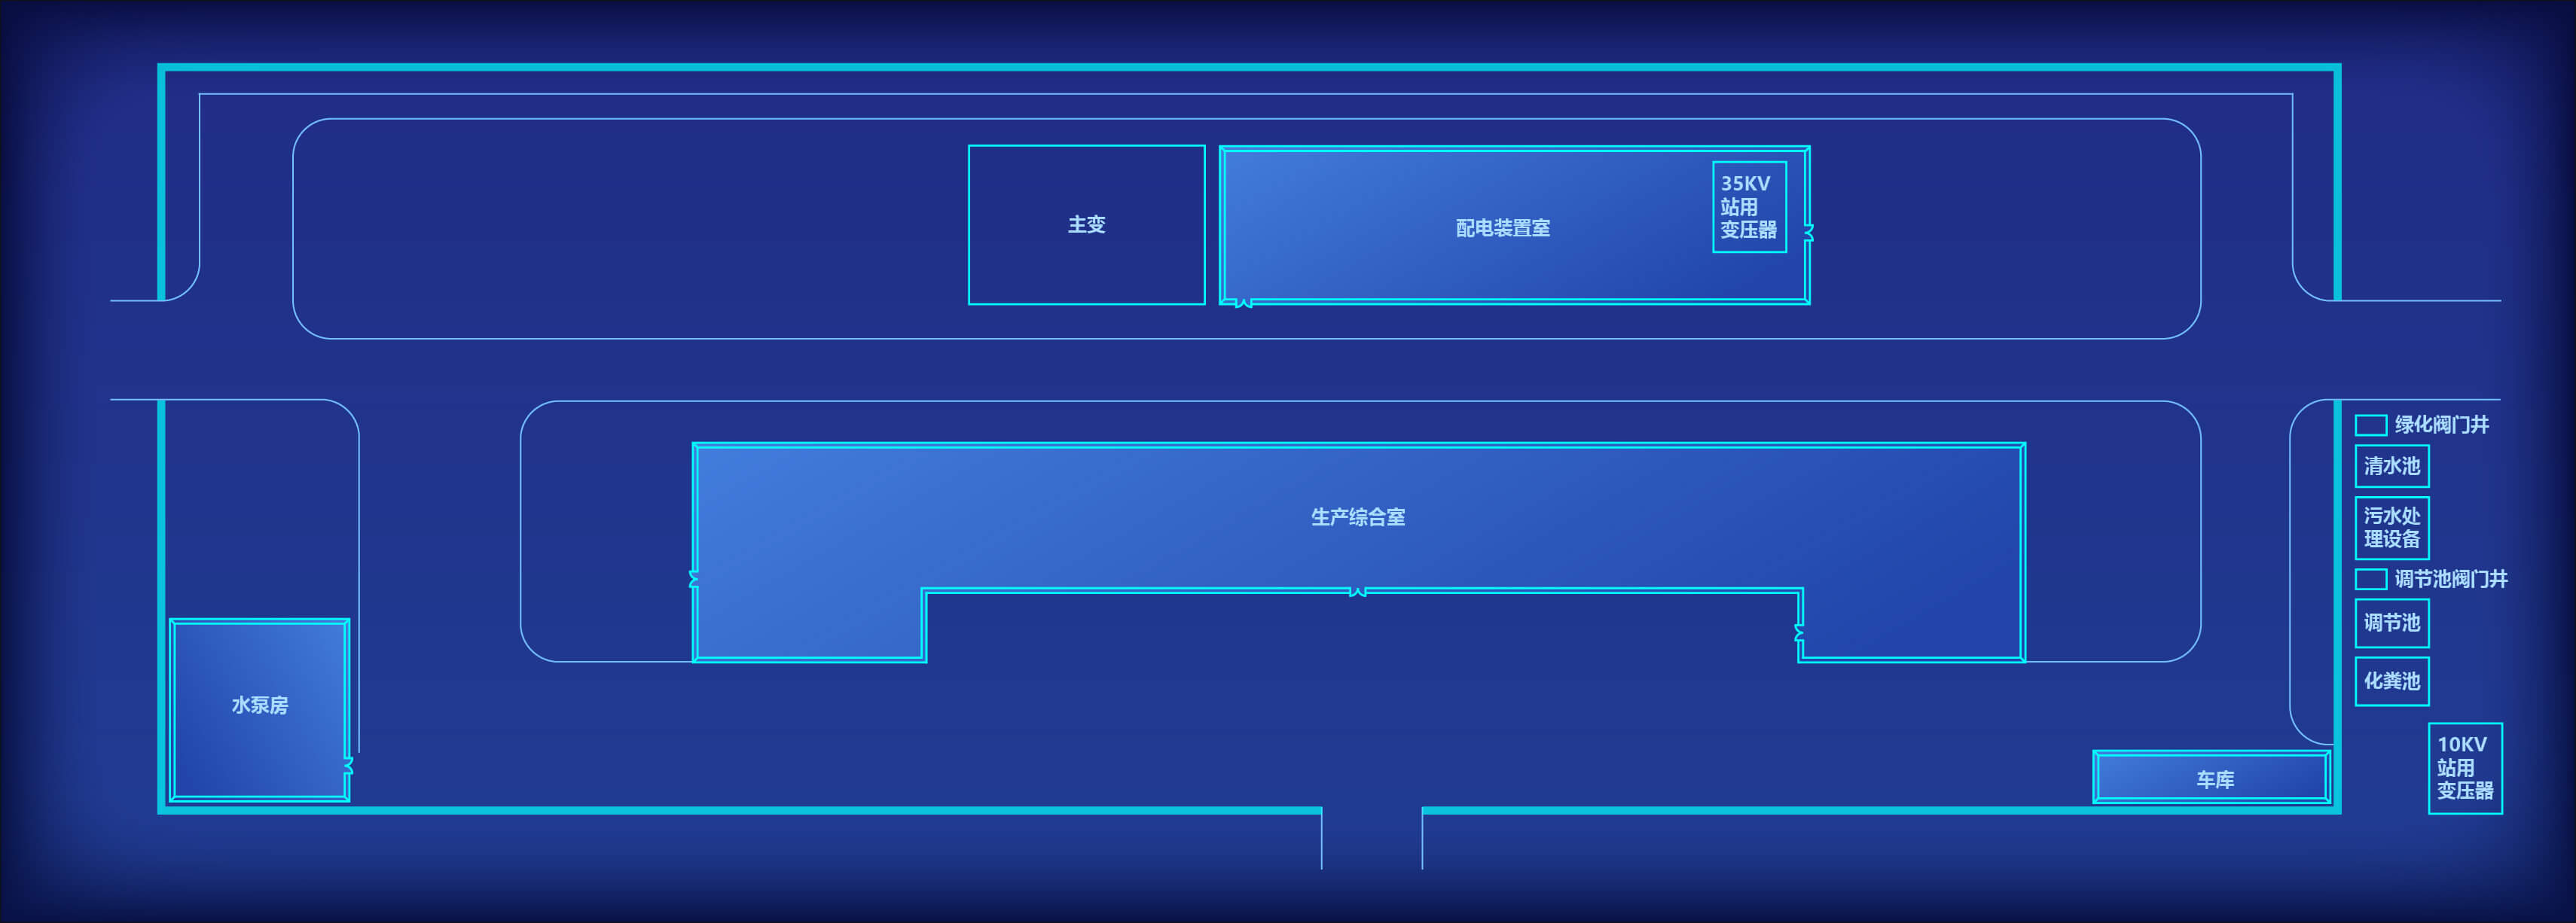 主变
配电装置室
35KV
站用
变压器
绿化阀门井
清水池
污水处
理设备
调节池阀门井
调节池
化粪池
生产综合室
水泵房
10KV
站用
变压器
车库